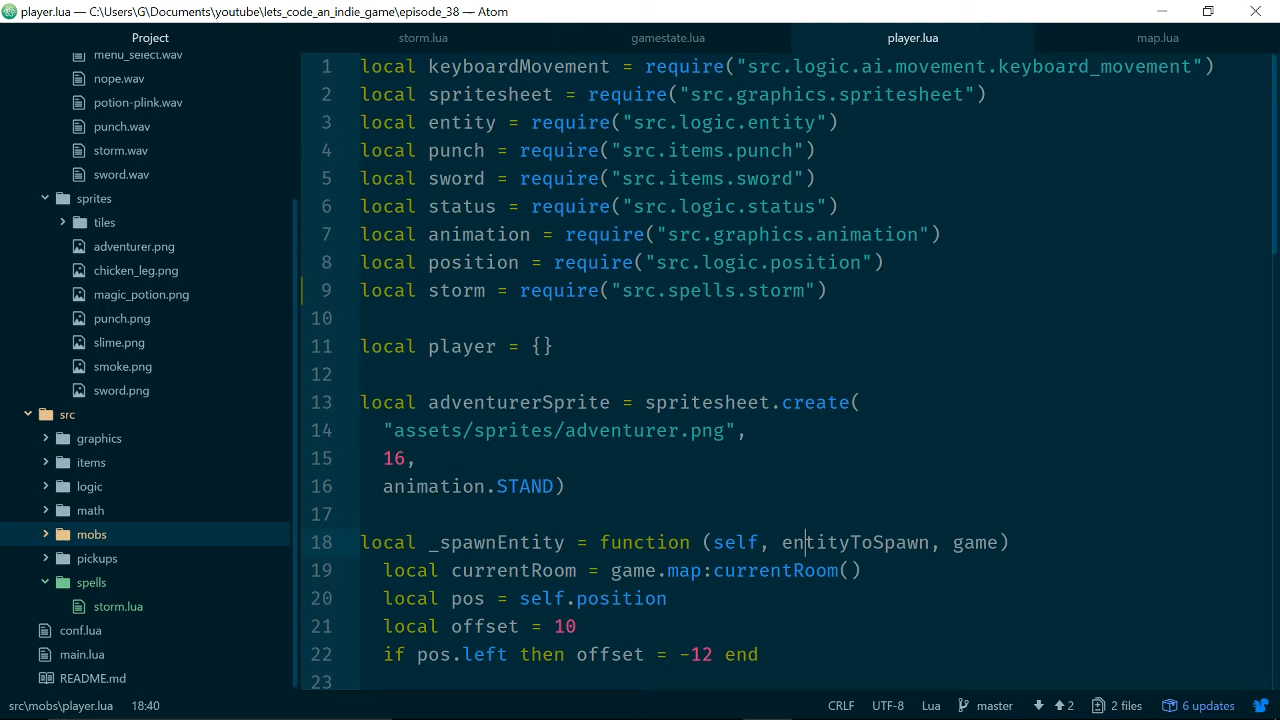 player.lua — C:\Users\G\Documents\youtube\lets_code_an_indie_game\episode_38 — Atom
Project
storm.lua
gamestate.lua
player.lua
map.lua
menu_select.wav
nope.wav
potion-plink.wav
punch.wav
storm.wav
sword.wav
sprites
tiles
adventurer.png
chicken_leg.png
magic_potion.png
punch.png
slime.png
smoke.png
sword.png
src
graphics
items
logic
math
mobs
pickups
spells
storm.lua
conf.lua
main.lua
README.md
1 local keyboardMovement = require("src.logic.ai.movement.keyboard_movement")
2 local spritesheet = require("src.graphics.spritesheet")
3 local entity = require("src.logic.entity")
4 local punch = require("src.items.punch")
5 local sword = require("src.items.sword")
6 local status = require("src.logic.status")
7 local animation = require("src.graphics.animation")
8 local position = require("src.logic.position")
9 local storm = require("src.spells.storm")
10
11 local player = {}
12
13 local adventurerSprite = spritesheet.create(
14 "assets/sprites/adventurer.png",
15 16,
16 animation.STAND)
17
18 local _spawnEntity = function (self, entityToSpawn, game)
19 local currentRoom = game.map:currentRoom()
20 local pos = self.position
21 local offset = 10
22 if pos.left then offset = -12 end
23
src\mobs\player.lua 18:40
CRLF UTF-8 Lua master 2 2 files 6 updates